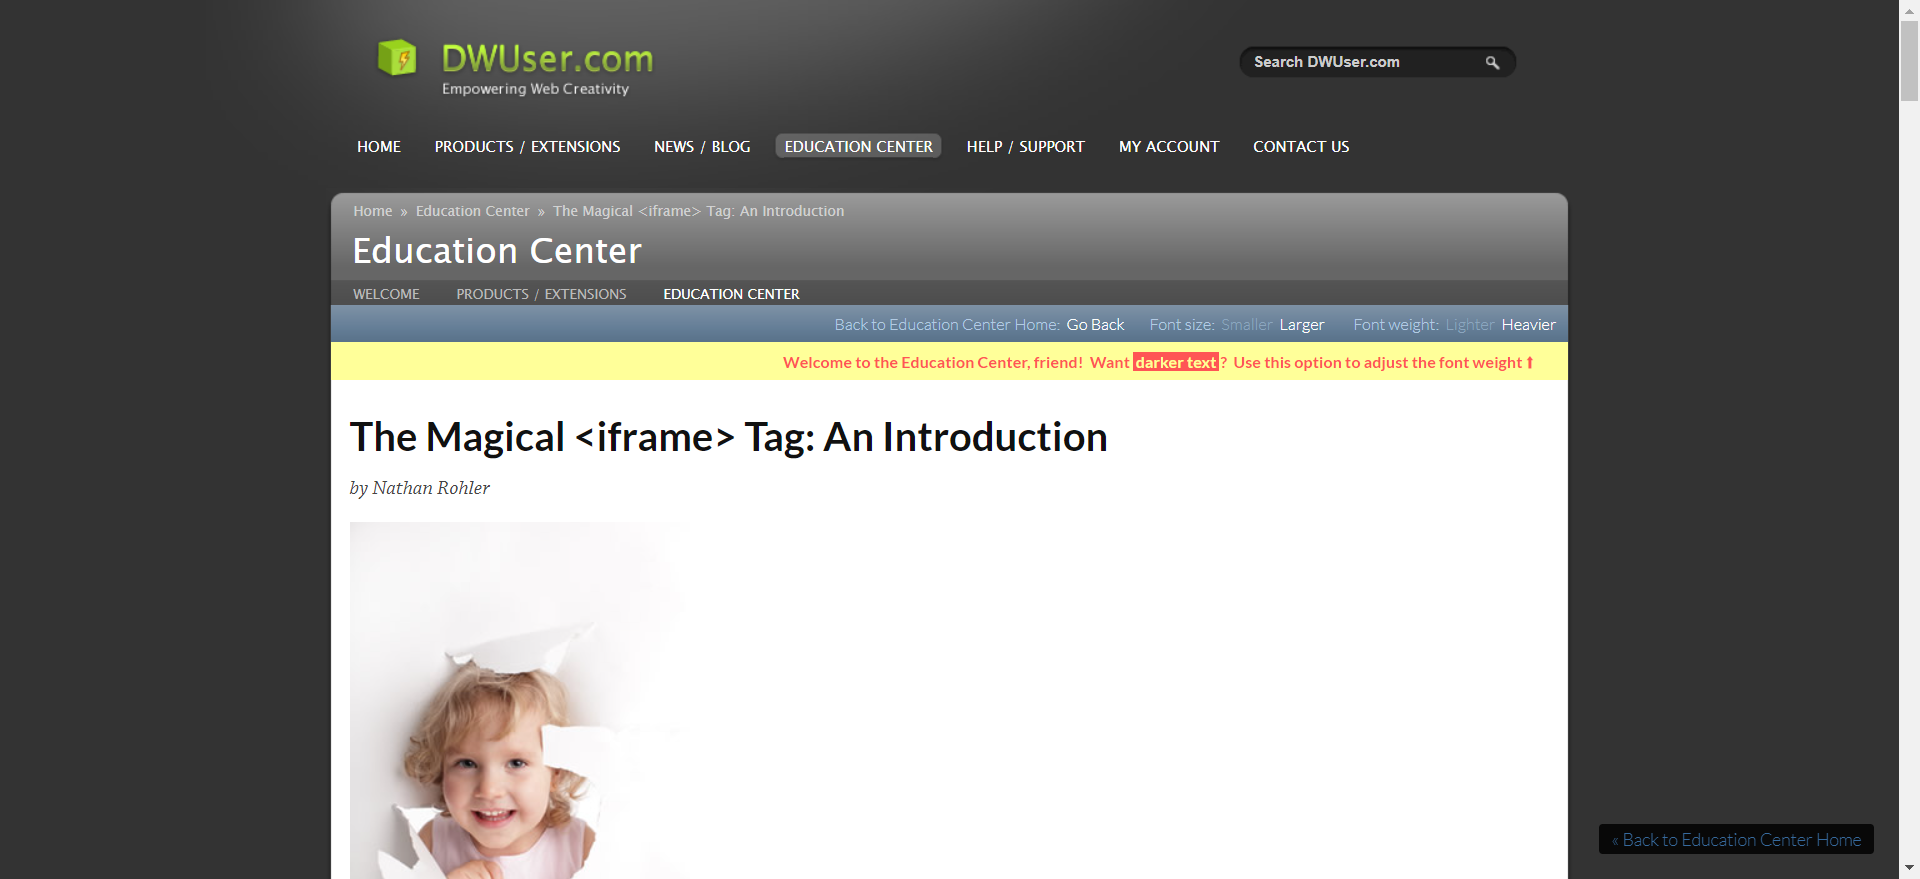 DWUser.com
Empowering Web Creativity
Search DWUser.com
HOME PRODUCTS / EXTENSIONS NEWS / BLOG EDUCATION CENTER HELP / SUPPORT MY ACCOUNT CONTACT US
Home » Education Center » The Magical <iframe> Tag: An Introduction
Education Center
WELCOME PRODUCTS / EXTENSIONS EDUCATION CENTER
Back to Education Center Home: Go Back Font size: Smaller Larger Font weight: Lighter Heavier
Welcome to the Education Center, friend! Want darker text? Use this option to adjust the font weight ⬆
The Magical <iframe> Tag: An Introduction
by Nathan Rohler
« Back to Education Center Home